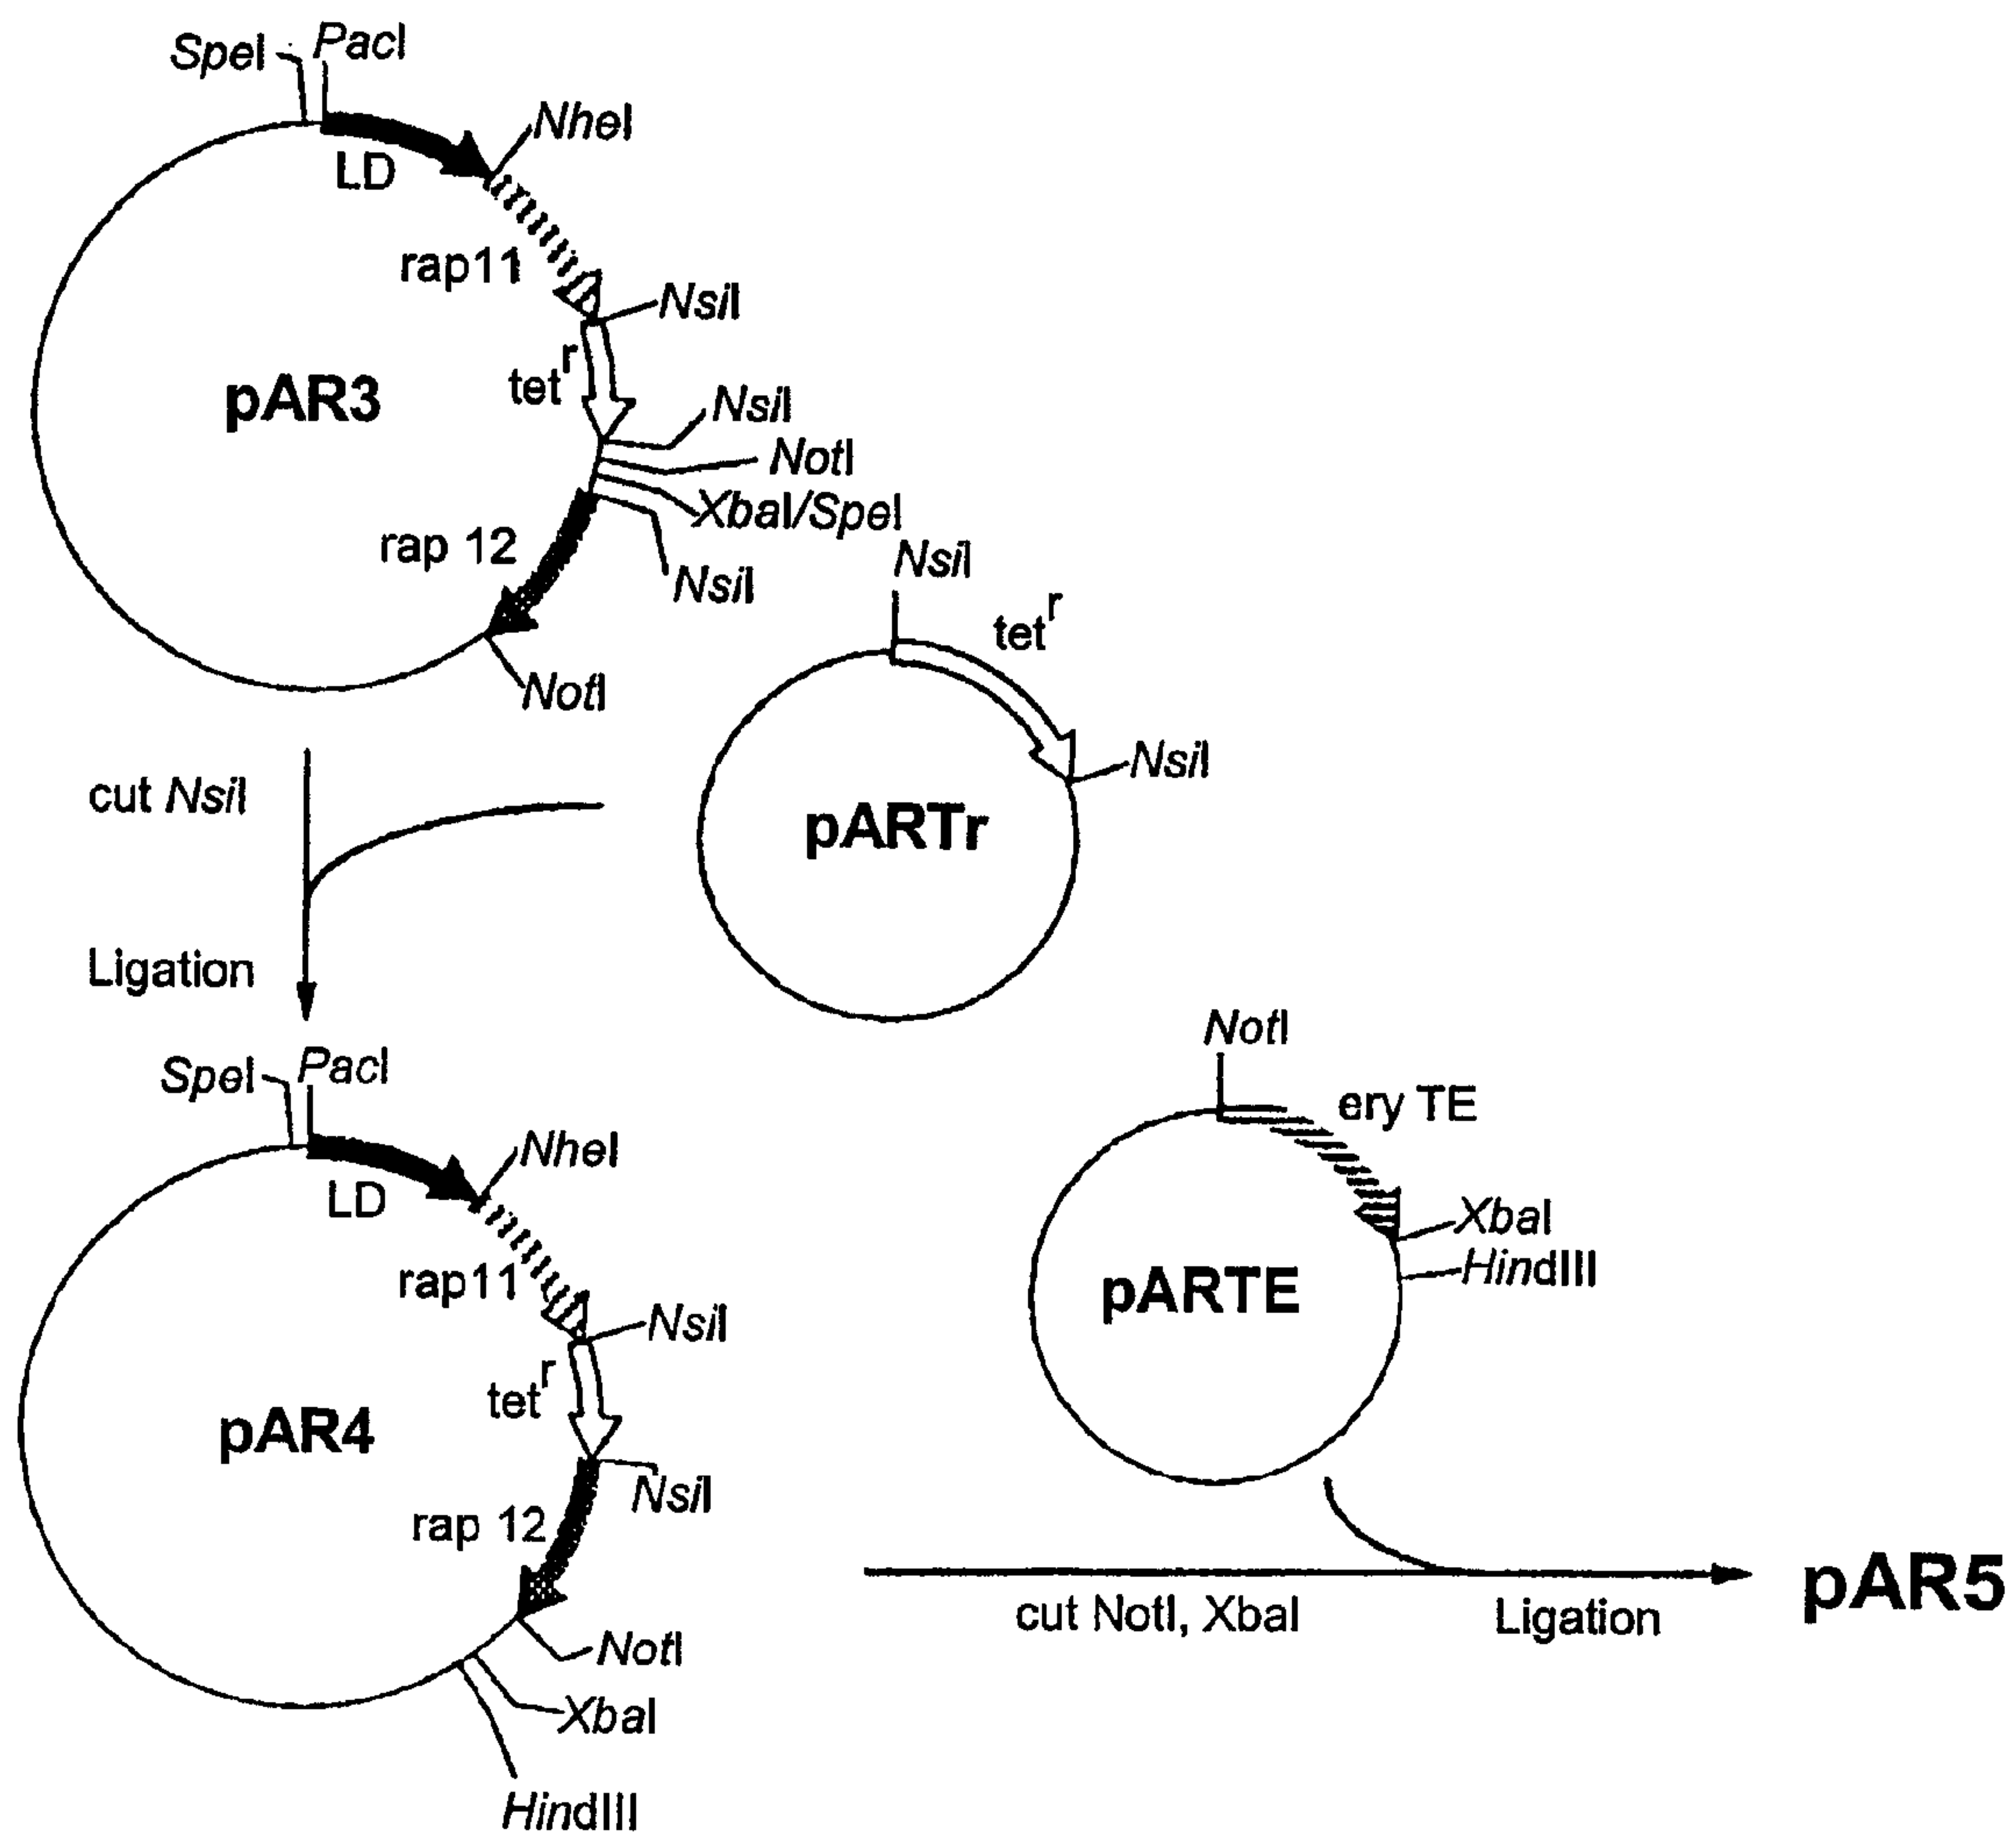 SpeI PacI
NheI
LD
rap11
NsiI
tet^r
pAR3
NsiI
NotI
XbaI/SpeI
rap 12
NsiI
NotI
NsiI
tet^r
NsiI
pARTr
cut NsiI
Ligation
SpeI PacI
NheI
LD
rap11
NsiI
tet^r
pAR4
NsiI
rap 12
NotI
XbaI
HindIII
NotI
ery TE
XbaI
HindIII
pARTE
cut NotI, XbaI
Ligation
pAR5